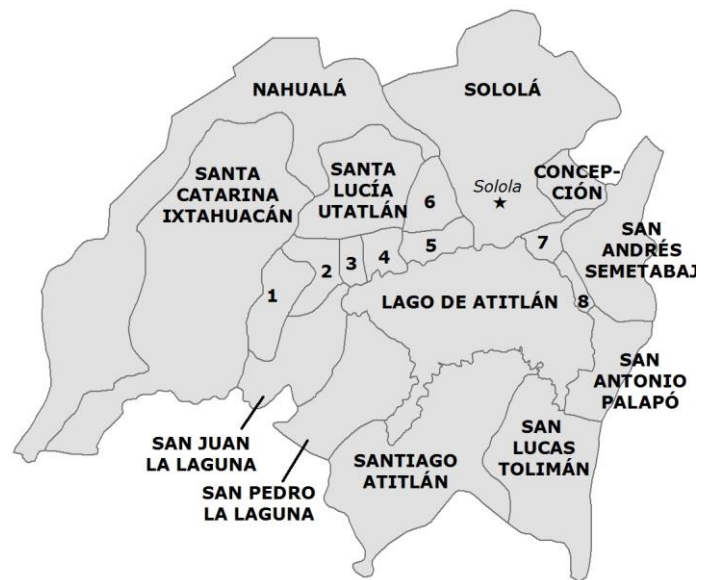 NAHUALÁ
SOLOLÁ
SANTA
CATARINA
IXTAHUACÁN
SANTA
LUCÍA
UTATLÁN
CONCEP-
CIÓN
Solola
6
SAN
ANDRÉS
SEMETABAJ
7
5
4
3
2
1
LAGO DE ATITLÁN
8
SAN
ANTONIO
PALAPÓ
SAN JUAN
LA LAGUNA
SAN PEDRO
LA LAGUNA
SANTIAGO
ATITLÁN
SAN
LUCAS
TOLIMÁN